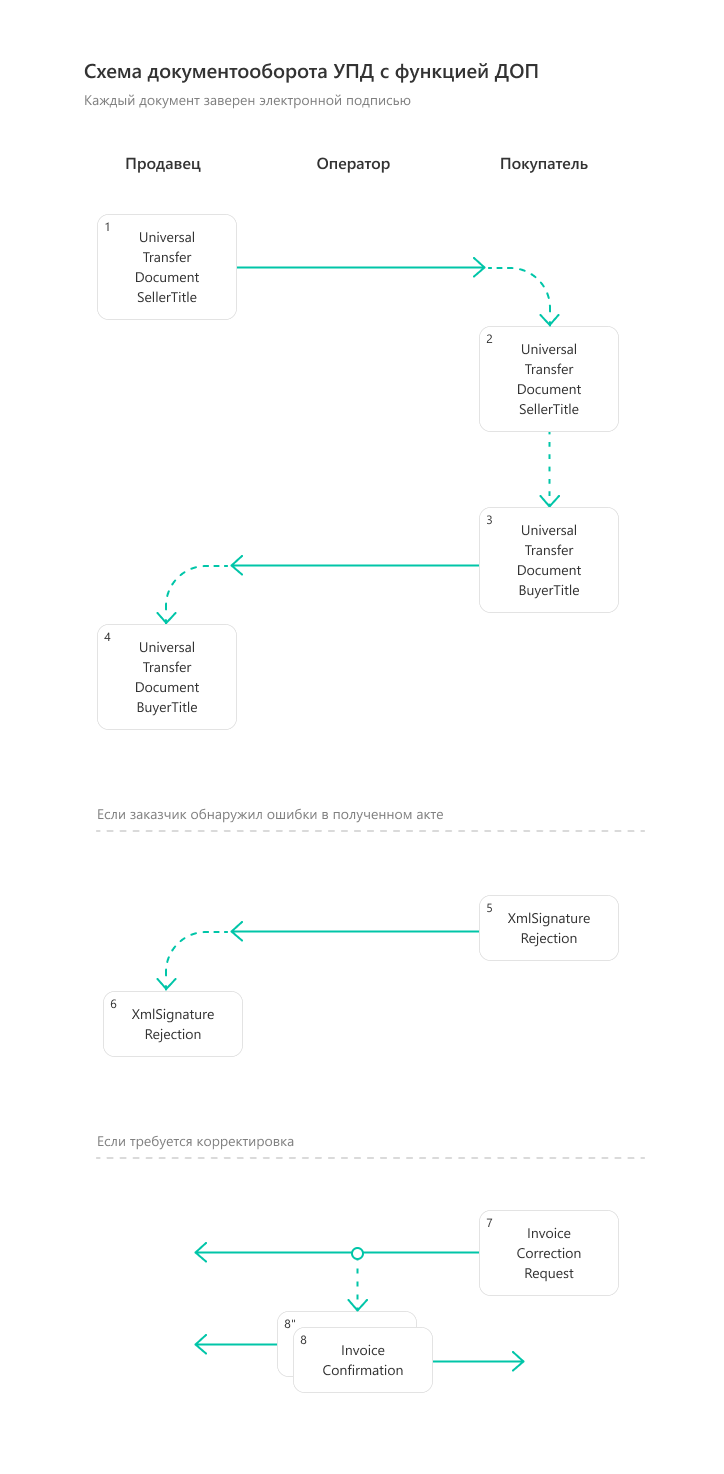 Схема документооборота УПД с функцией ДОП
Каждый документ заверен электронной подписью
Продавец
Оператор
Покупатель
1
Universal
Transfer
Document
SellerTitle
2
Universal
Transfer
Document
SellerTitle
3
Universal
Transfer
Document
BuyerTitle
4
Universal
Transfer
Document
BuyerTitle
Если заказчик обнаружил ошибки в полученном акте
5
XmlSignature
Rejection
6
XmlSignature
Rejection
Если требуется корректировка
7
Invoice
Correction
Request
8"
8
Invoice
Confirmation